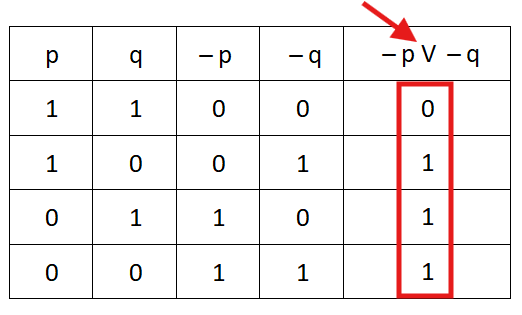 p q – p – q – p V – q
1 1 0 0 0
1 0 0 1 1
0 1 1 0 1
0 0 1 1 1